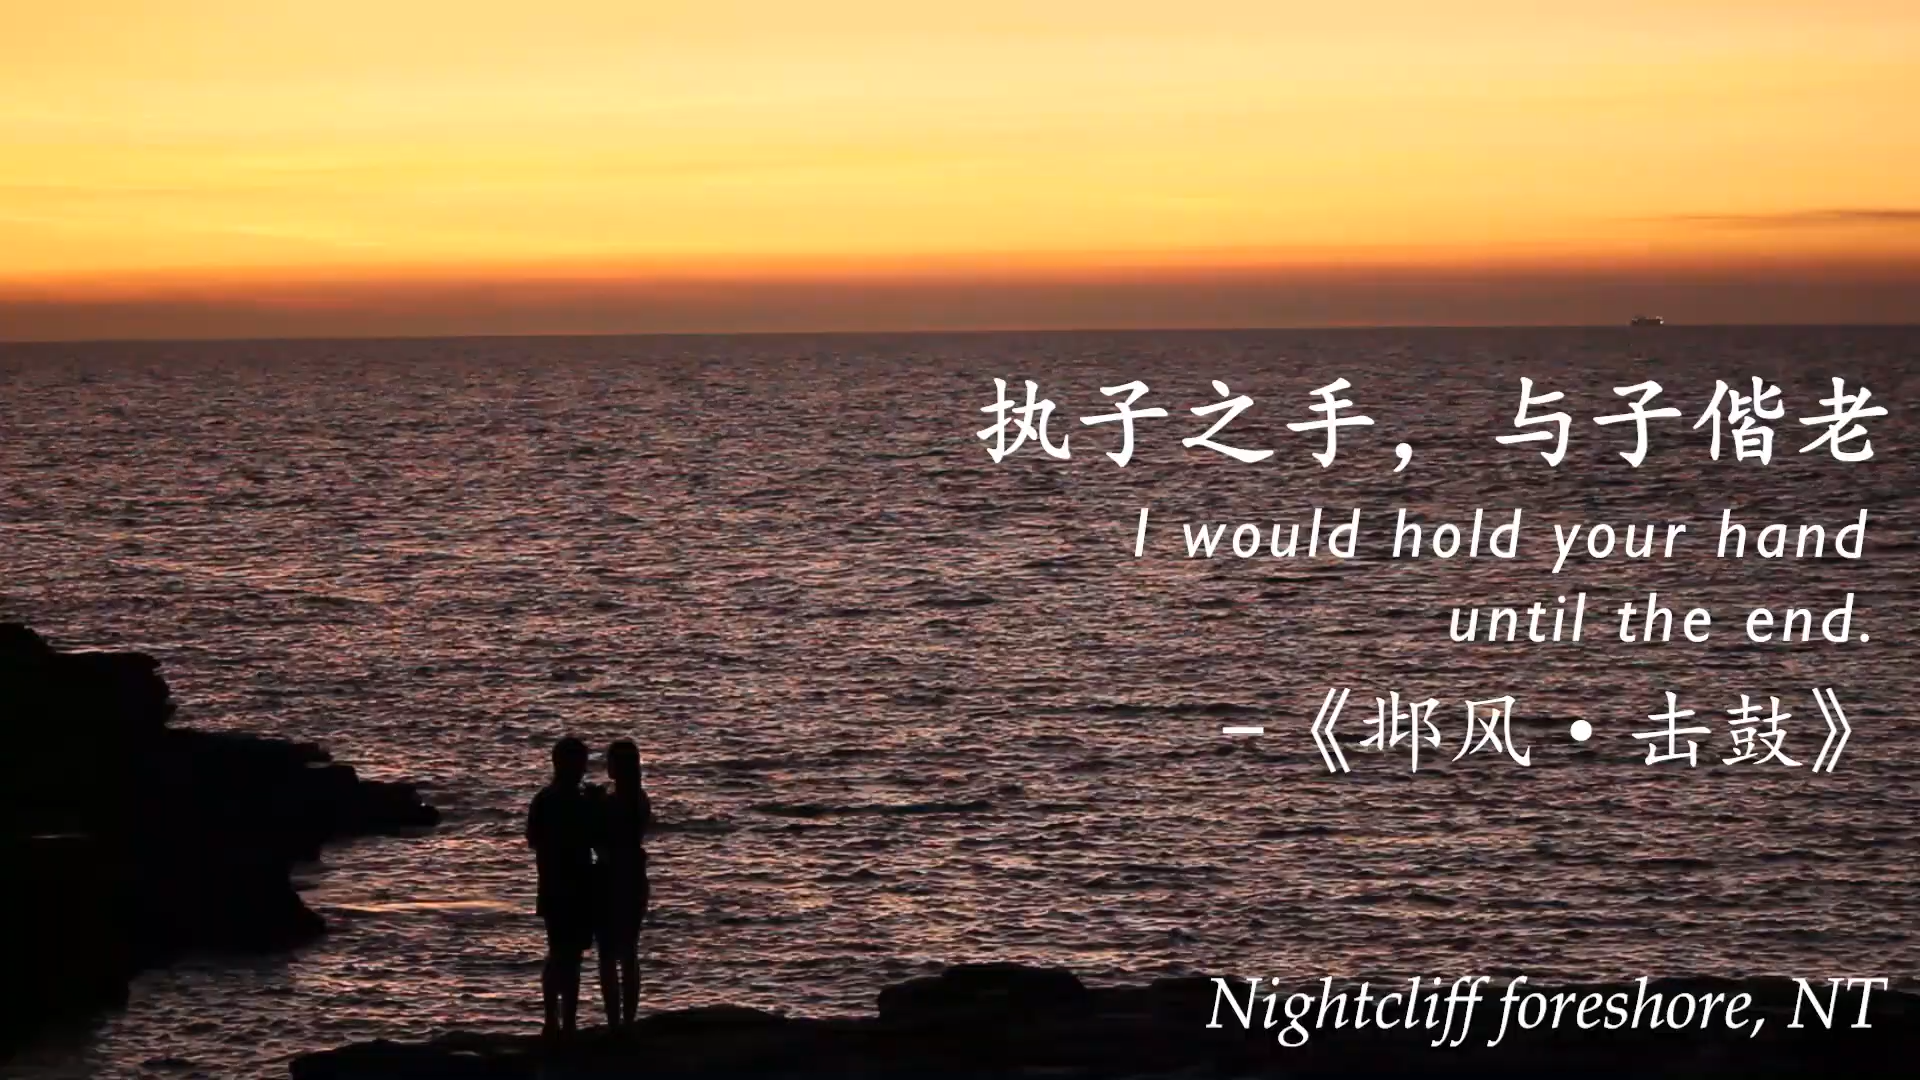 执子之手，与子偕老
I would hold your hand
until the end.
–《邶风·击鼓》
Nightcliff foreshore, NT